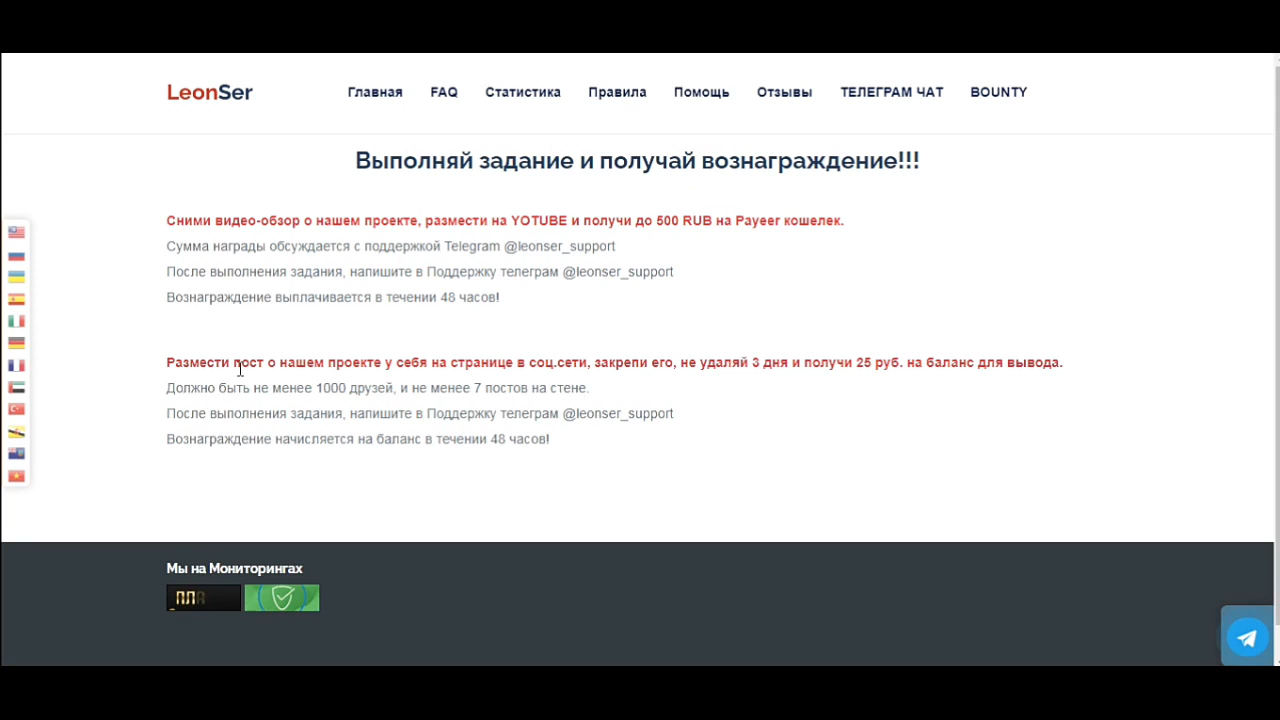 LeonSer
Главная FAQ Статистика Правила Помощь Отзывы ТЕЛЕГРАМ ЧАТ BOUNTY
Выполняй задание и получай вознаграждение!!!
Сними видео-обзор о нашем проекте, размести на YOTUBE и получи до 500 RUB на Payeer кошелек.
Сумма награды обсуждается с поддержкой Telegram @leonser_support
После выполнения задания, напишите в Поддержку телеграм @leonser_support
Вознаграждение выплачивается в течении 48 часов!
Размести пост о нашем проекте у себя на странице в соц.сети, закрепи его, не удаляй 3 дня и получи 25 руб. на баланс для вывода.
Должно быть не менее 1000 друзей, и не менее 7 постов на стене.
После выполнения задания, напишите в Поддержку телеграм @leonser_support
Вознаграждение начисляется на баланс в течении 48 часов!
Мы на Мониторингах